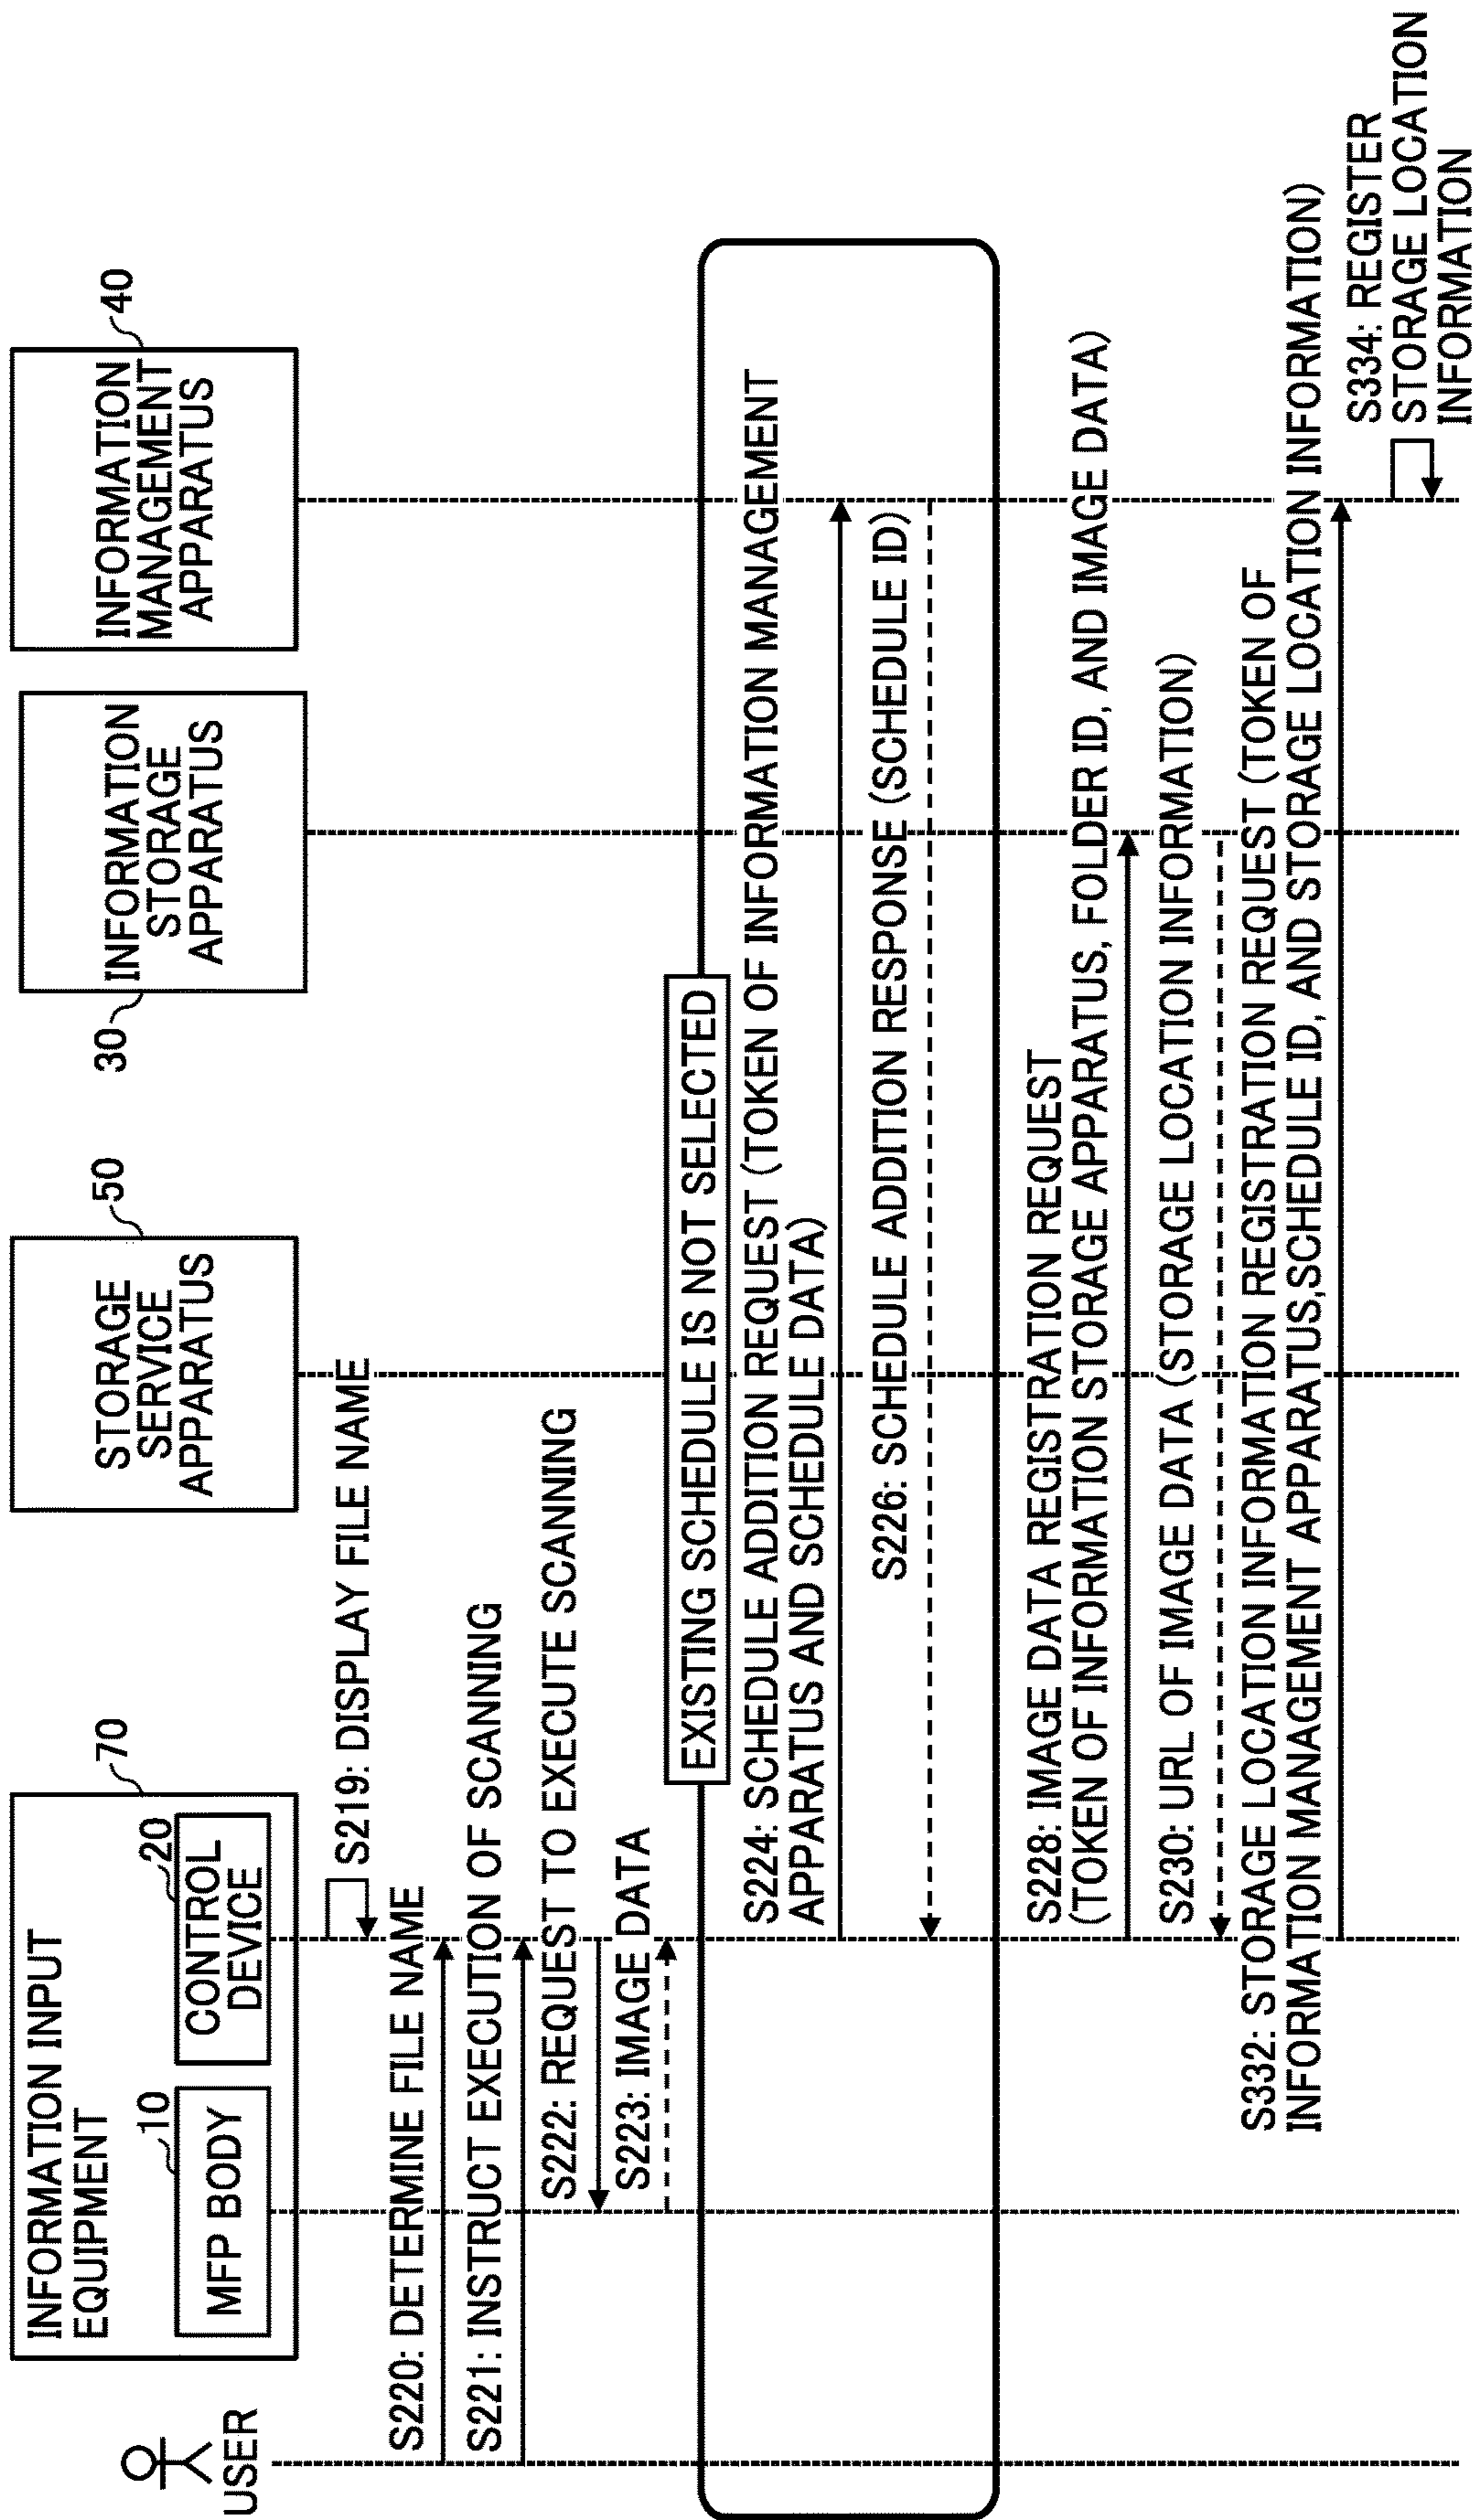 USER
INFORMATION INPUT
EQUIPMENT
70
MFP BODY
10
CONTROL
DEVICE
20
STORAGE
SERVICE
APPARATUS
50
INFORMATION
STORAGE
APPARATUS
30
INFORMATION
MANAGEMENT
APPARATUS
40
S219: DISPLAY FILE NAME
S220: DETERMINE FILE NAME
S221: INSTRUCT EXECUTION OF SCANNING
S222: REQUEST TO EXECUTE SCANNING
S223: IMAGE DATA
EXISTING SCHEDULE IS NOT SELECTED
S224: SCHEDULE ADDITION REQUEST (TOKEN OF INFORMATION MANAGEMENT
APPARATUS AND SCHEDULE DATA)
S226: SCHEDULE ADDITION RESPONSE (SCHEDULE ID)
S228: IMAGE DATA REGISTRATION REQUEST
(TOKEN OF INFORMATION STORAGE APPARATUS, FOLDER ID, AND IMAGE DATA)
S230: URL OF IMAGE DATA (STORAGE LOCATION INFORMATION)
S332: STORAGE LOCATION INFORMATION REGISTRATION REQUEST (TOKEN OF
INFORMATION MANAGEMENT APPARATUS,SCHEDULE ID, AND STORAGE LOCATION INFORMATION)
S334: REGISTER
STORAGE LOCATION
INFORMATION